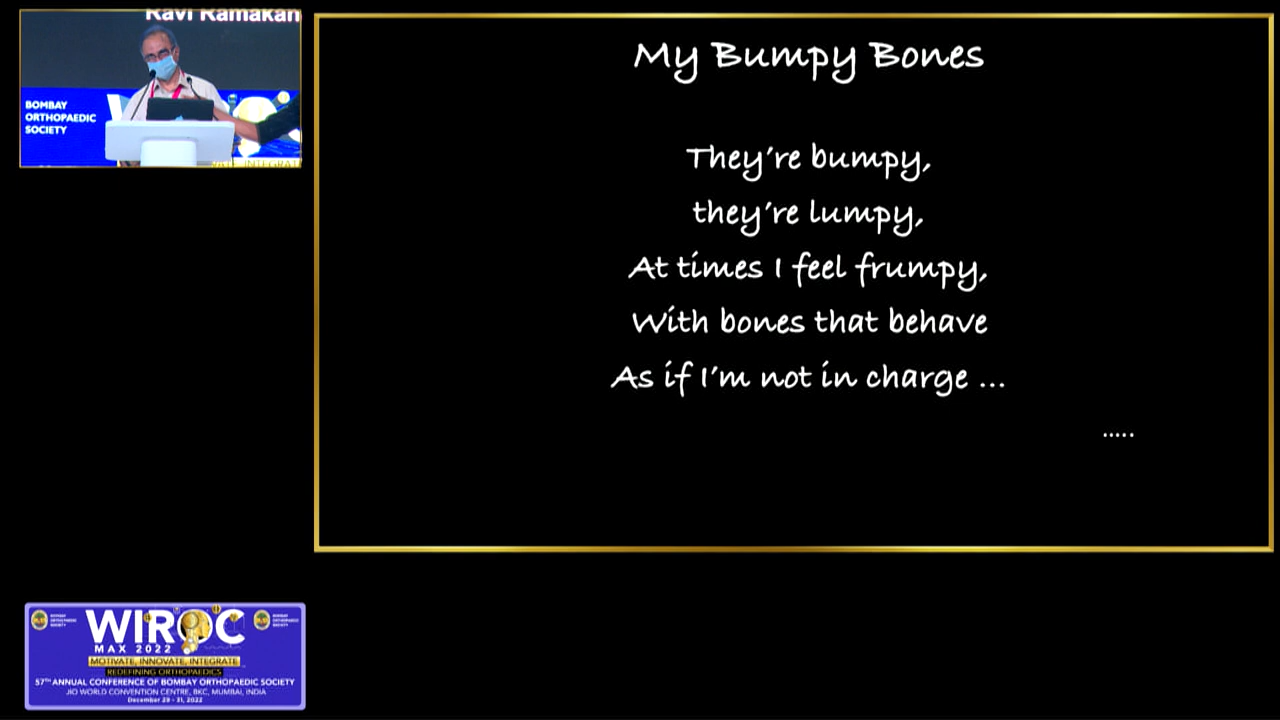 Ravi Ramakan
BOMBAY
ORTHOPAEDIC
SOCIETY
My Bumpy Bones
They're bumpy,
they're lumpy,
At times I feel frumpy,
With bones that behave
As if I'm not in charge ...
.....
WIROC
MAX 2022
MOTIVATE, INNOVATE, INTEGRATE
REDEFINING ORTHOPAEDICS
57TH ANNUAL CONFERENCE OF BOMBAY ORTHOPAEDIC SOCIETY
JIO WORLD CONVENTION CENTRE, BKC, MUMBAI, INDIA
December 29 - 31, 2022